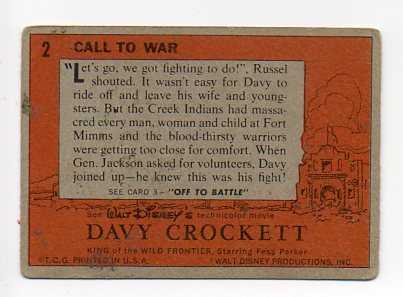 2 CALL TO WAR
"Let's go, we got fighting to do!", Russel
shouted. It wasn't easy for Davy to
ride off and leave his wife and young-
sters. But the Creek Indians had massa-
cred every man, woman and child at Fort
Mimms and the blood-thirsty warriors
were getting too close for comfort. When
Gen. Jackson asked for volunteers, Davy
joined up—he knew this was his fight!
SEE CARD 3— "OFF TO BATTLE"
See Walt Disney's technicolor movie
DAVY CROCKETT
KING of the WILD FRONTIER, Starring Fess Parker
©T.C.G. PRINTED IN U.S.A. ©WALT DISNEY PRODUCTIONS, INC.